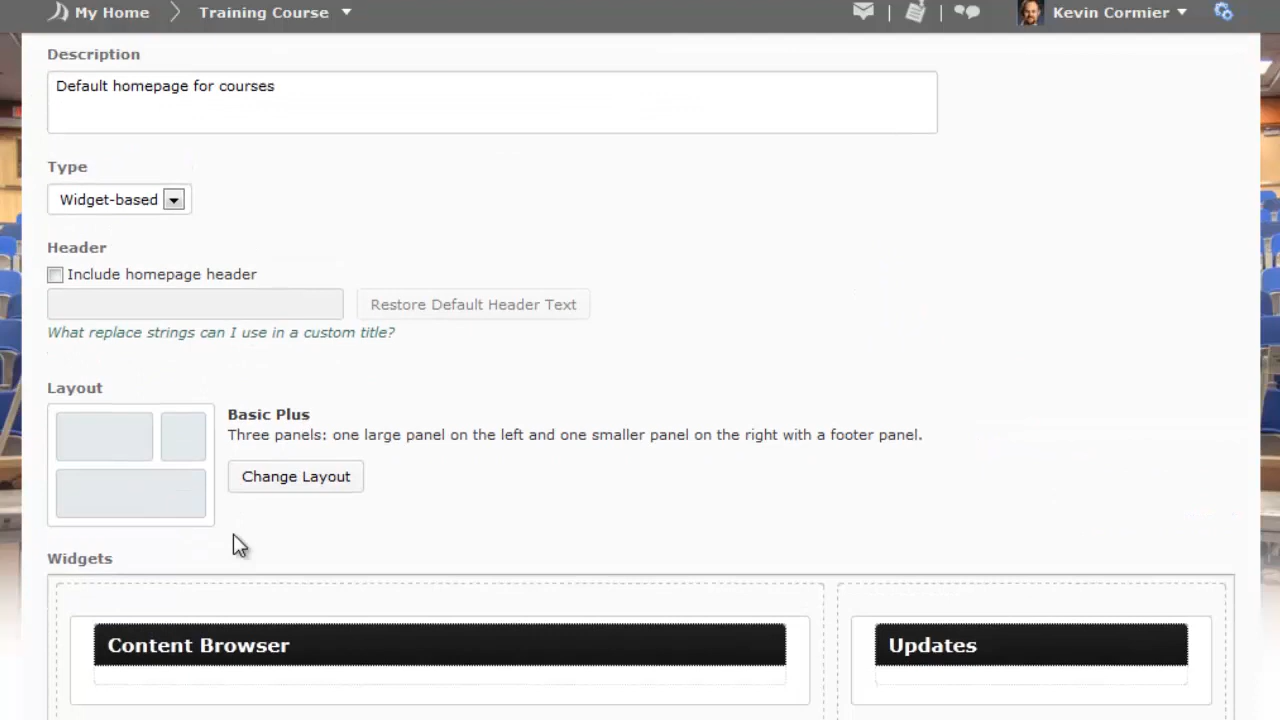 My Home Training Course Kevin Cormier
Description
Default homepage for courses
Type
Widget-based
Header
Include homepage header
Restore Default Header Text
What replace strings can I use in a custom title?
Layout
Basic Plus
Three panels: one large panel on the left and one smaller panel on the right with a footer panel.
Change Layout
Widgets
Content Browser Updates